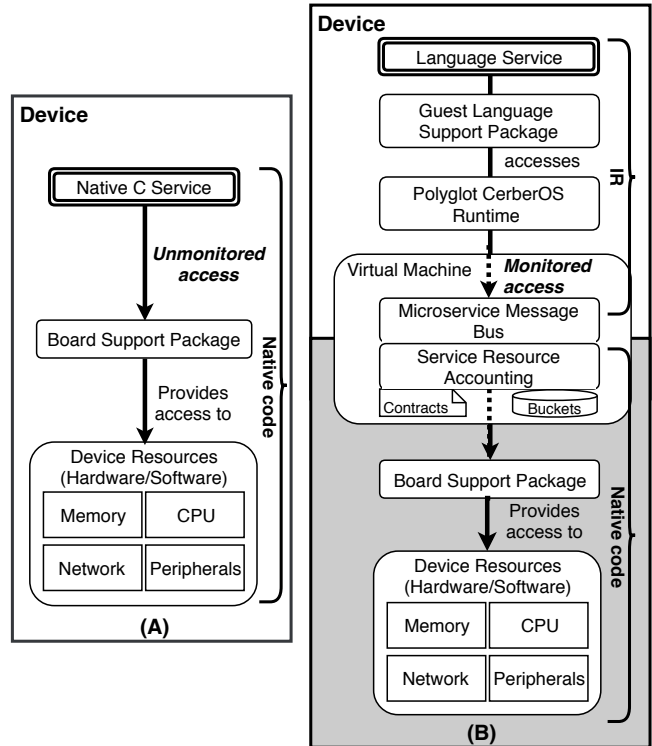 Device
Native C Service
Unmonitored
access
Board Support Package
Provides
access to
Device Resources
(Hardware/Software)
Memory
CPU
Network
Peripherals
Native code
(A)
Device
Language Service
Guest Language
Support Package
accesses
Polyglot CerberOS
Runtime
IR
Virtual Machine
Monitored
access
Microservice Message
Bus
Service Resource
Accounting
Contracts
Buckets
Board Support Package
Provides
access to
Device Resources
(Hardware/Software)
Memory
CPU
Network
Peripherals
Native code
(B)